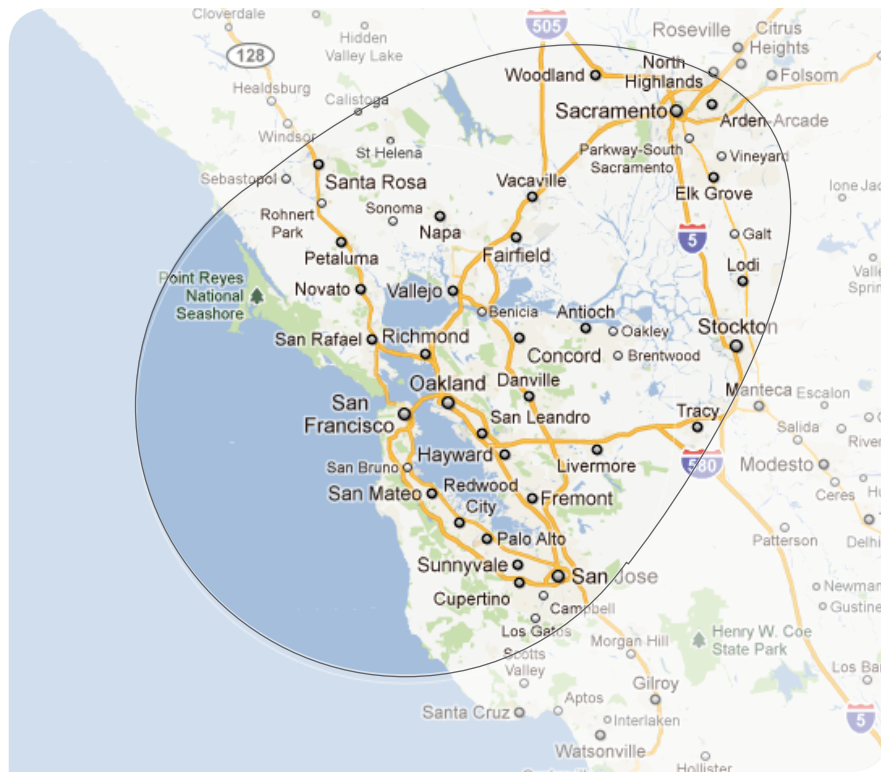 Cloverdale
505
Roseville
Citrus
Heights
Hidden
Valley Lake
128
North
Highlands
Woodland
Folsom
Healdsburg
Calistoga
Sacramento
Arden-Arcade
Windsor
St Helena
Parkway-South
Sacramento
Vineyard
Sebastopol
Santa Rosa
Vacaville
Elk Grove
Rohnert
Park
Sonoma
Napa
5
Galt
Petaluma
Fairfield
Lodi
Point Reyes
National
Seashore
Novato
Vallejo
Benicia
Antioch
Oakley
Stockton
San Rafael
Richmond
Concord
Brentwood
Oakland
Danville
Manteca
Escalon
San
Francisco
San Leandro
Tracy
Salida
Hayward
Livermore
580
Modesto
San Bruno
San Mateo
Redwood
City
Fremont
Ceres
Palo Alto
Patterson
Sunnyvale
San Jose
Cupertino
Campbell
Los Gatos
Scotts
Valley
Morgan Hill
Henry W. Coe
State Park
Gilroy
Santa Cruz
Aptos
Interlaken
5
Watsonville
Hollister